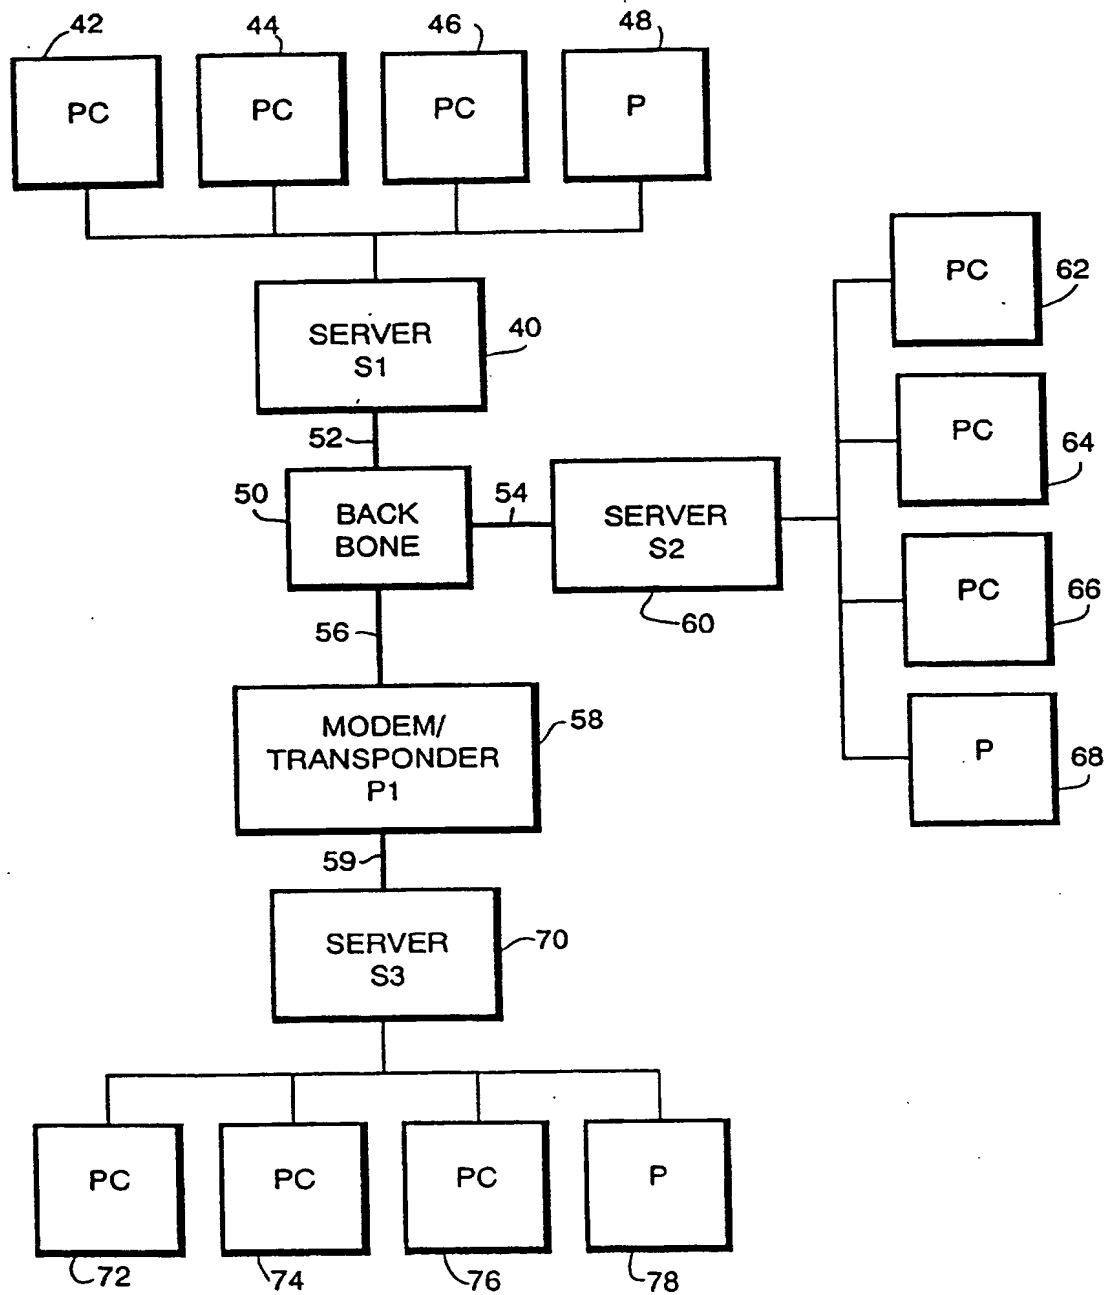 42
44
46
48
PC
PC
PC
P
SERVER
S1
40
52
50
BACK
BONE
54
SERVER
S2
60
PC
62
PC
64
PC
66
P
68
56
MODEM/
TRANSPONDER
P1
58
59
SERVER
S3
70
PC
PC
PC
P
72
74
76
78